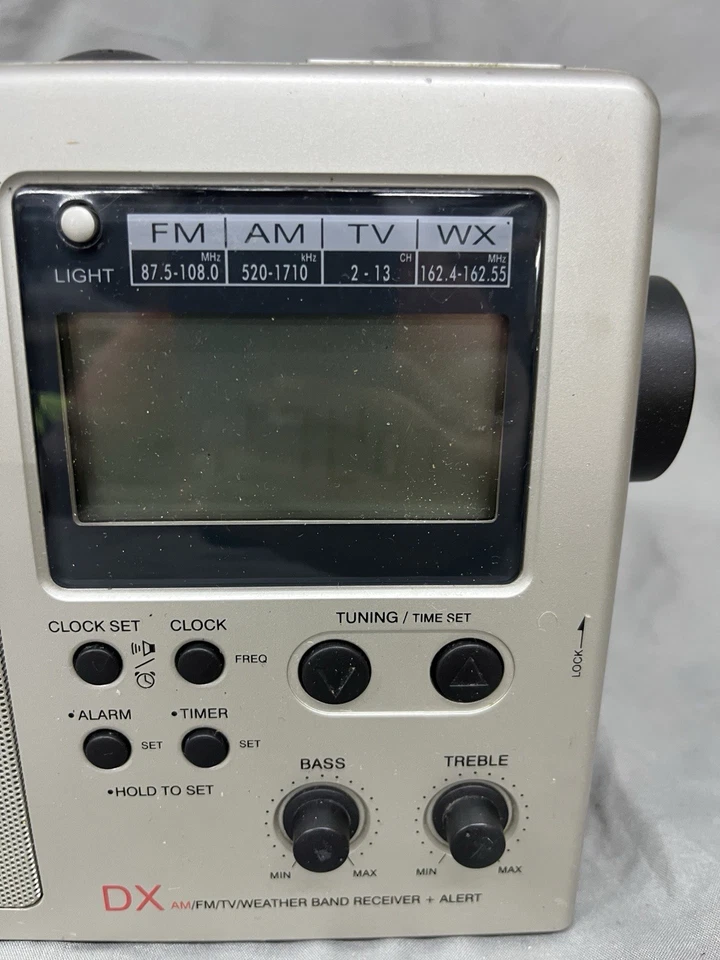 FM AM TV WX
MHz kHz CH MHz
LIGHT 87.5-108.0 520-1710 2 - 13 162.4-162.55
CLOCK SET CLOCK TUNING / TIME SET
FREQ
LOCK
•ALARM •TIMER
SET SET
BASS TREBLE
•HOLD TO SET
MIN MAX MIN MAX
DX AM/FM/TV/WEATHER BAND RECEIVER + ALERT